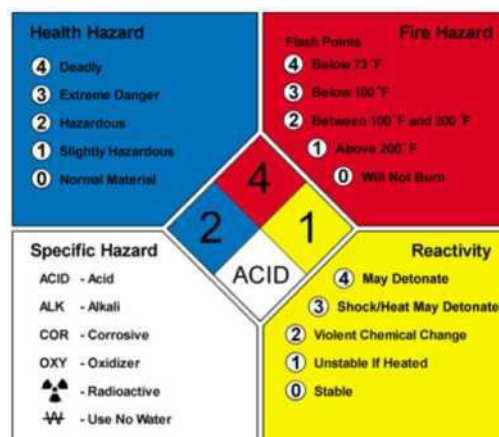 Health Hazard
4 Deadly
3 Extreme Danger
2 Hazardous
1 Slightly Hazardous
0 Normal Material
Fire Hazard
Flash Points
4 Below 73 °F
3 Below 100 °F
2 Between 100 °F and 200 °F
1 Above 200 °F
0 Will Not Burn
4
2
1
ACID
Specific Hazard
ACID - Acid
ALK - Alkali
COR - Corrosive
OXY - Oxidizer
- Radioactive
W - Use No Water
Reactivity
4 May Detonate
3 Shock/Heat May Detonate
2 Violent Chemical Change
1 Unstable If Heated
0 Stable